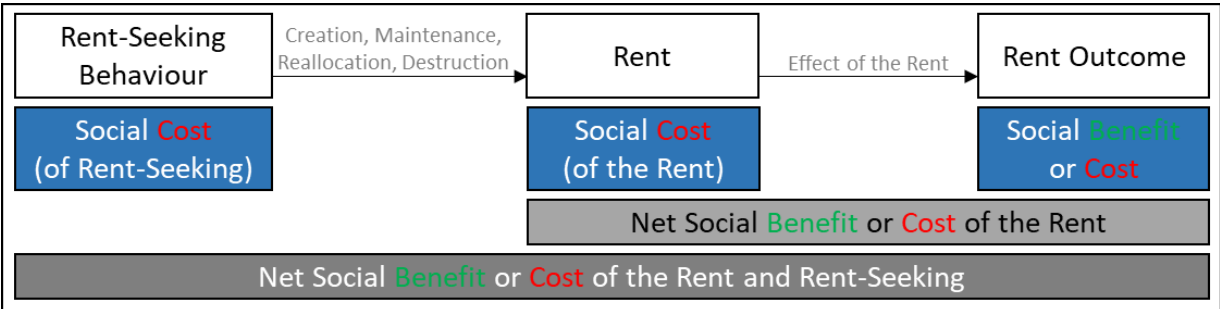 Rent-Seeking
Behaviour
Creation, Maintenance,
Reallocation, Destruction
Rent
Effect of the Rent
Rent Outcome
Social Cost
(of Rent-Seeking)
Social Cost
(of the Rent)
Social Benefit
or Cost
Net Social Benefit or Cost of the Rent
Net Social Benefit or Cost of the Rent and Rent-Seeking